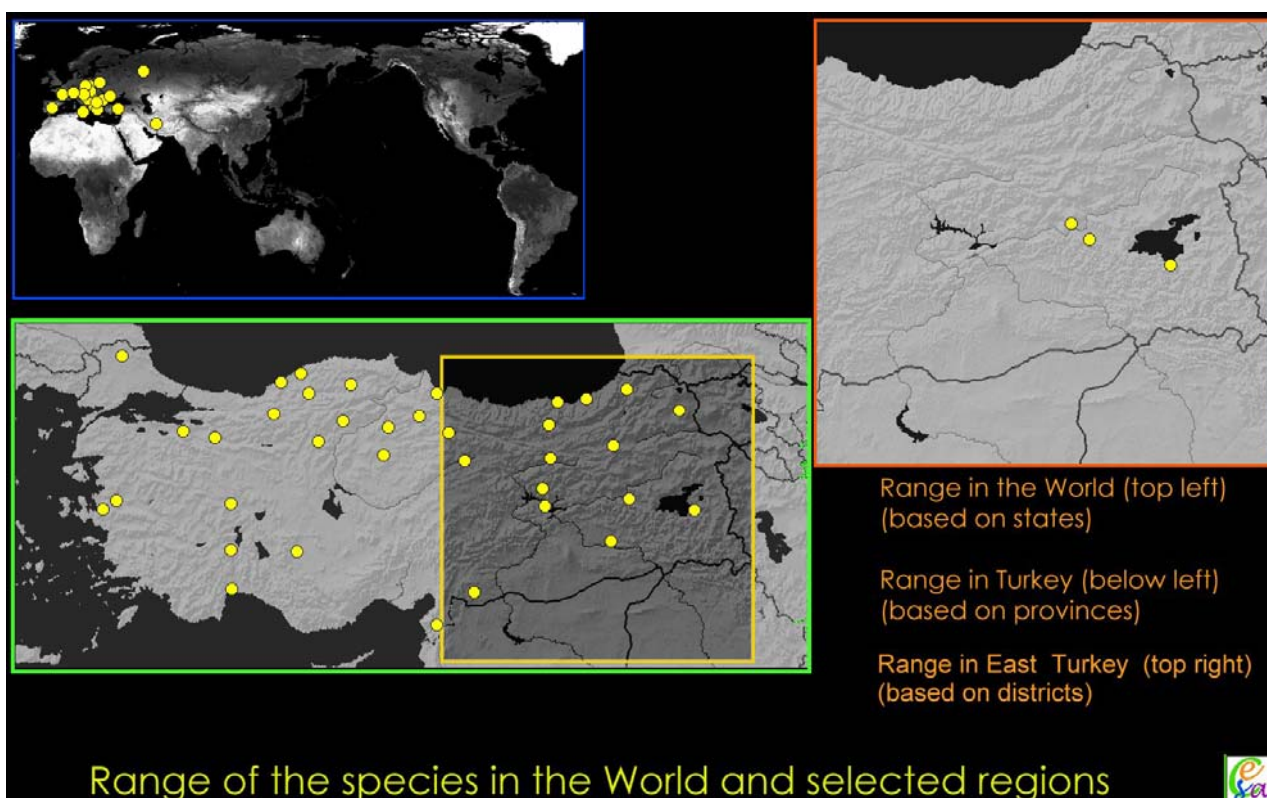 Range in the World (top left)
(based on states)
Range in Turkey (below left)
(based on provinces)
Range in East Turkey (top right)
(based on districts)
Range of the species in the World and selected regions